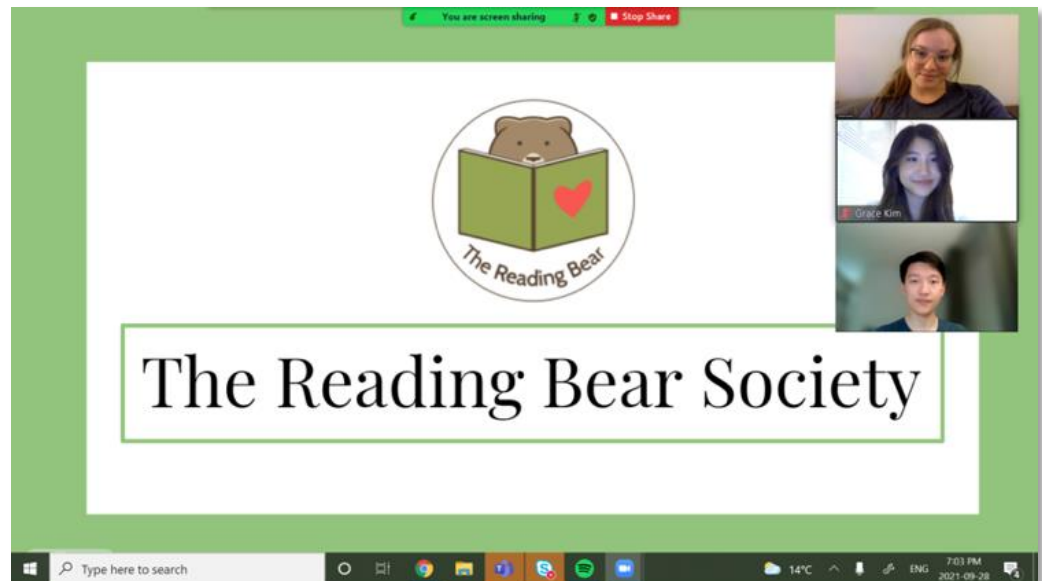 You are screen sharing
Stop Share
Grace Kim
The Reading Bear
The Reading Bear Society
Type here to search
14°C
ENG
7:03 PM
2021-09-28